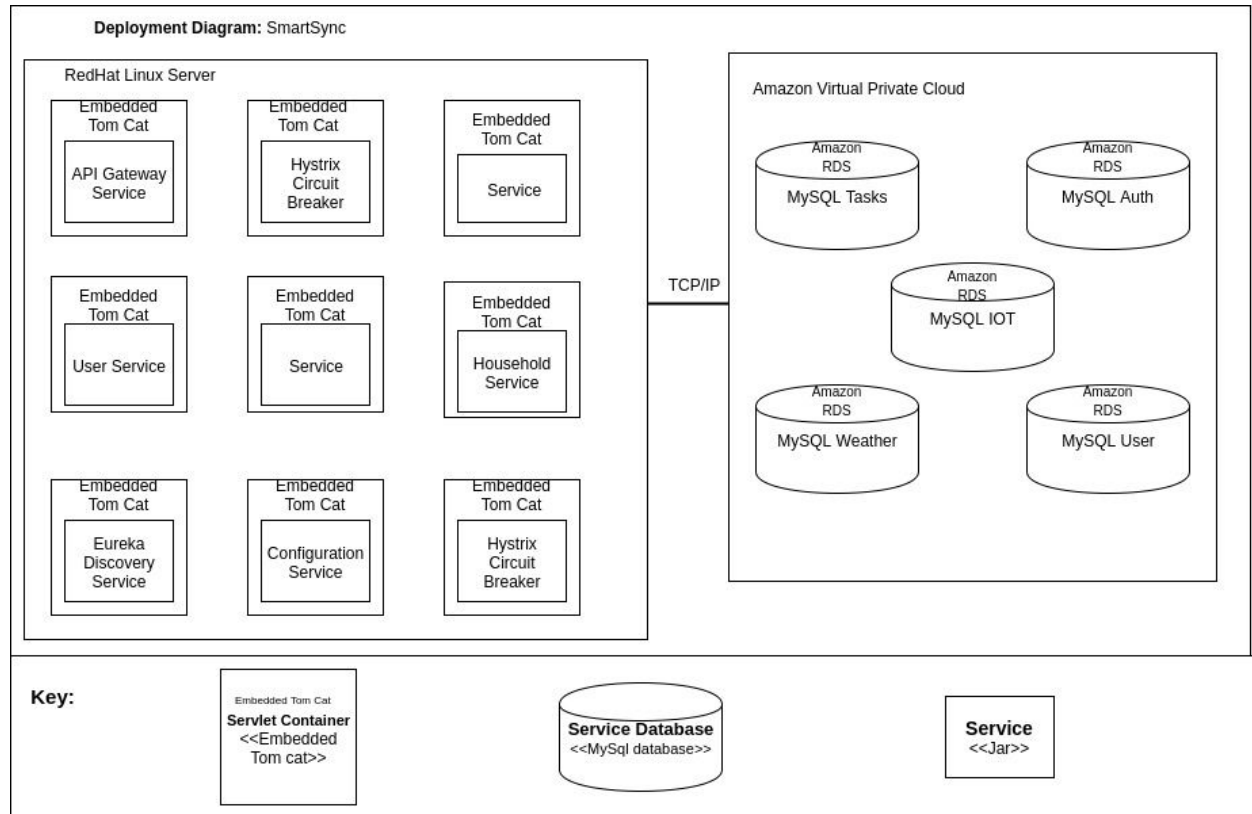 Deployment Diagram: SmartSync
RedHat Linux Server
Embedded
Tom Cat
API Gateway
Service
Embedded
Tom Cat
Hystrix
Circuit
Breaker
Embedded
Tom Cat
Service
Embedded
Tom Cat
User Service
Embedded
Tom Cat
Service
Embedded
Tom Cat
Household
Service
Embedded
Tom Cat
Eureka
Discovery
Service
Embedded
Tom Cat
Configuration
Service
Embedded
Tom Cat
Hystrix
Circuit
Breaker
TCP/IP
Amazon Virtual Private Cloud
Amazon
RDS
MySQL Tasks
Amazon
RDS
MySQL Auth
Amazon
RDS
MySQL IOT
Amazon
RDS
MySQL Weather
Amazon
RDS
MySQL User
Key:
Embedded Tom Cat
Servlet Container
<<Embedded
Tom cat>>
Service Database
<<MySql database>>
Service
<<Jar>>